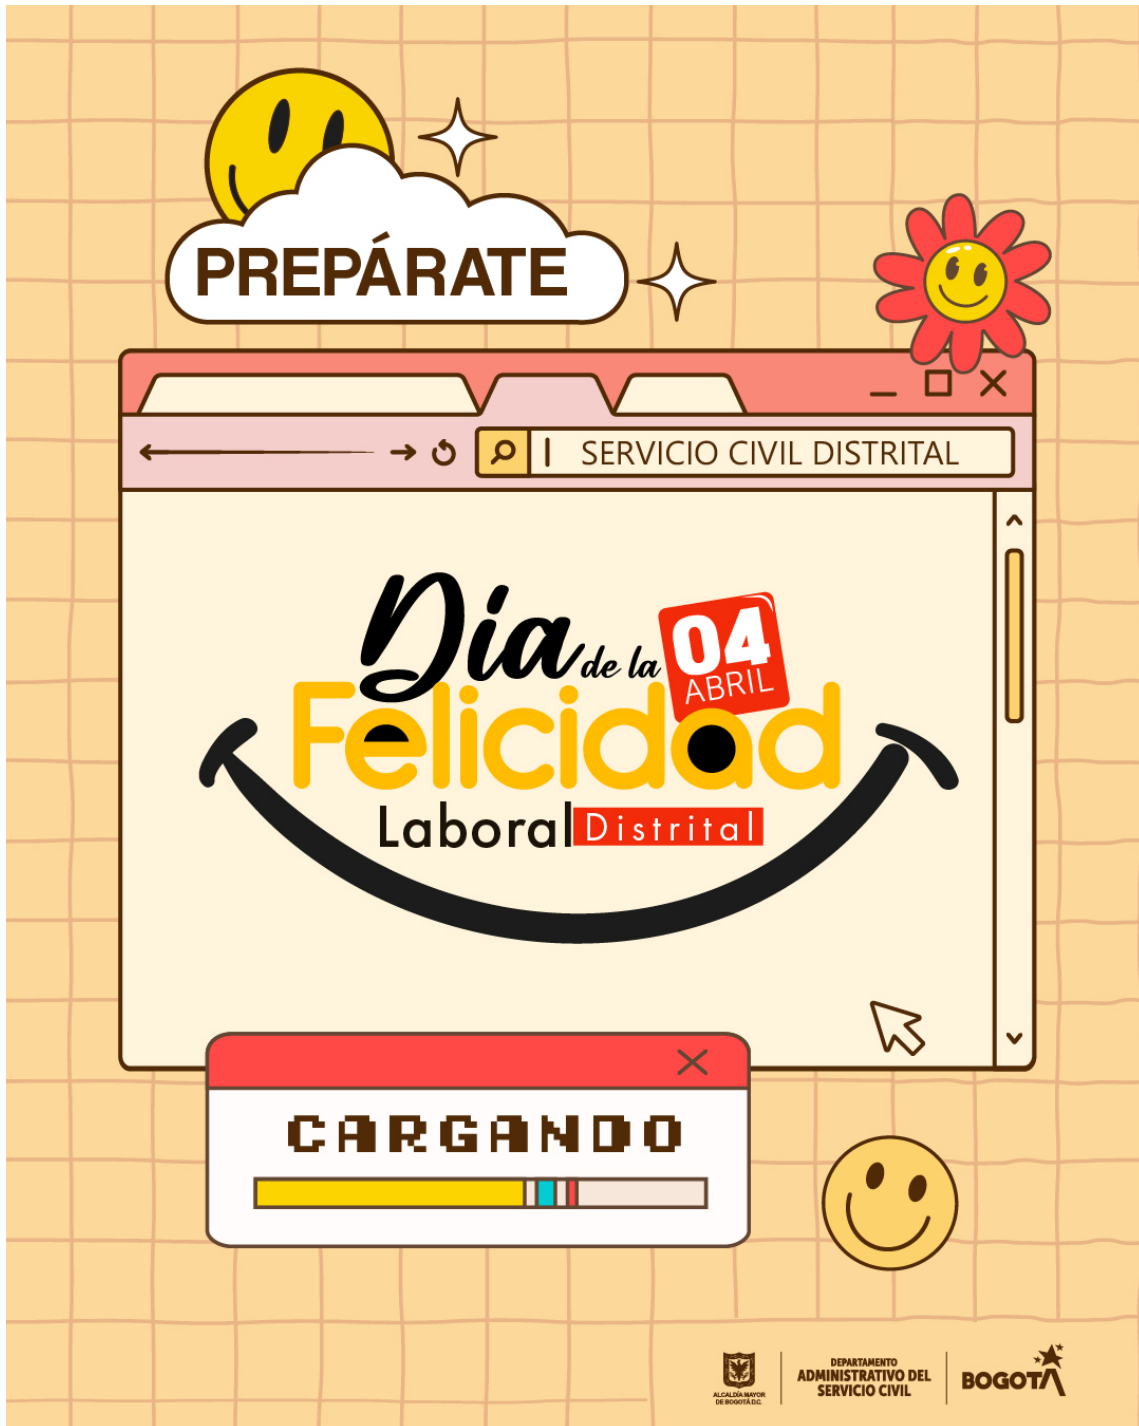 PREPÁRATE
SERVICIO CIVIL DISTRITAL
Día de la
04
ABRIL
Felicidad
Laboral Distrital
CARGANDO
ALCALDÍA MAYOR
DE BOGOTÁ D.C.
DEPARTAMENTO
ADMINISTRATIVO DEL
SERVICIO CIVIL
BOGOTÁ